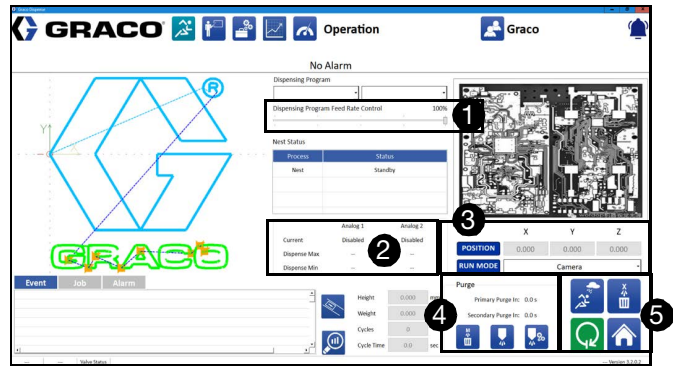 Graco Dispense
GRACO Operation Graco
No Alarm
Dispensing Program
Dispensing Program Feed Rate Control 100% 1
Nest Status
Process Status
Nest Standby
®
Y
GRACO
Analog 1 Analog 2
Current Disabled 2 Disabled
Dispense Max -- --
Dispense Min -- --
3 X Y Z
POSITION 0.000 0.000 0.000
RUN MODE Camera
Event Job Alarm
Height 0.000 mm
Weight 0.000
Cycles 0
Cycle Time 0.0 sec
4 Purge
Primary Purge In: 0.0 s
Secondary Purge In: 0.0 s
M
°C
X
5
--- --- Valve Status
--- Version 3.2.0.2